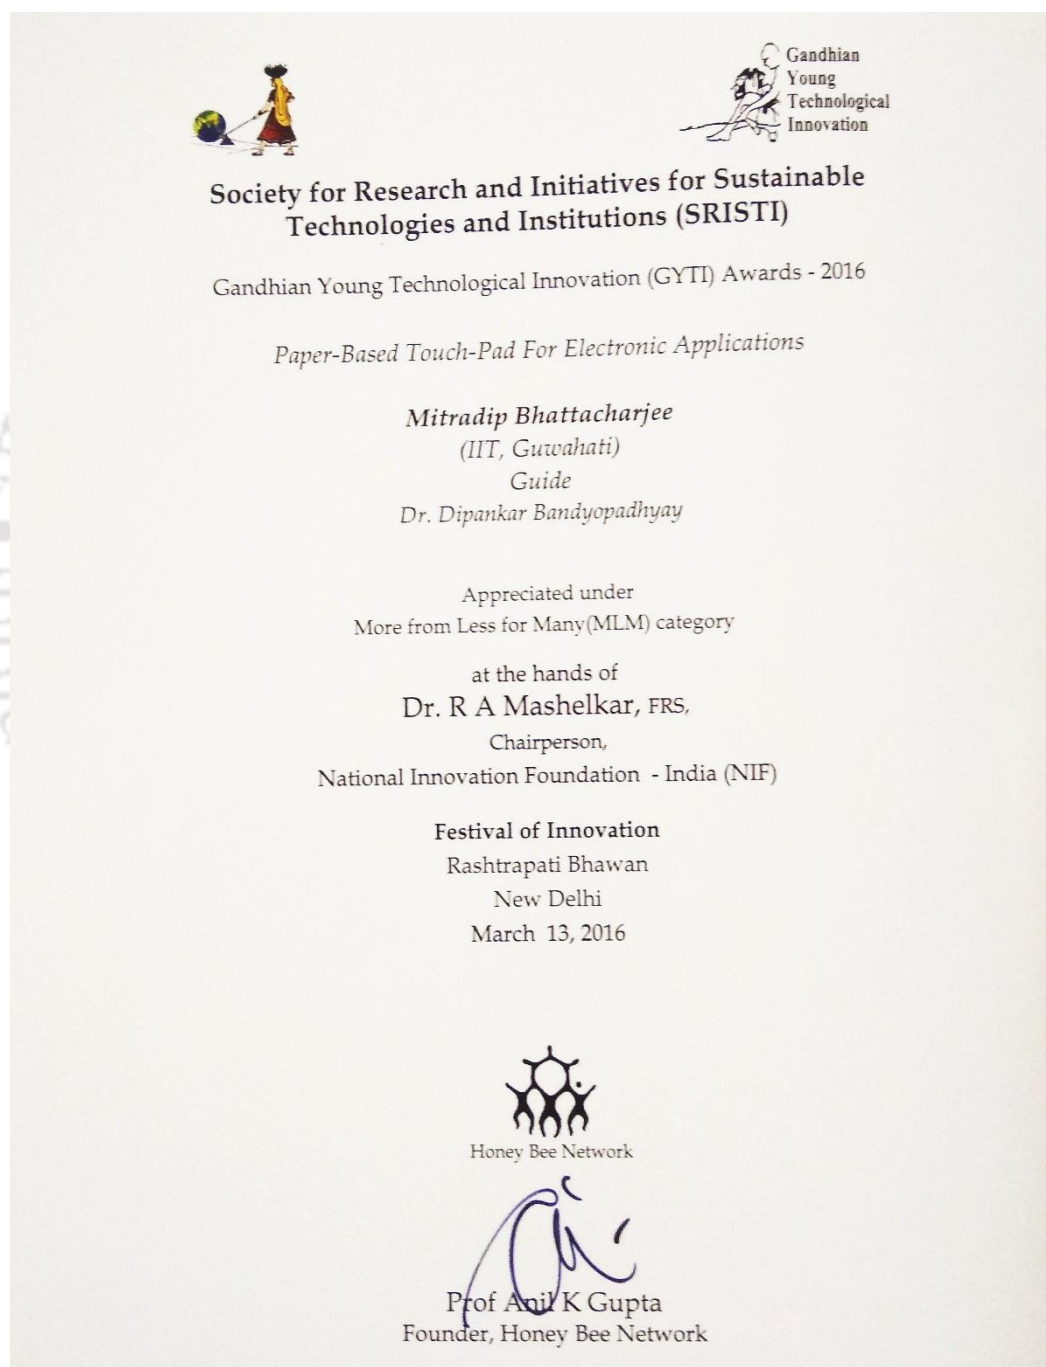 Gandhian
Young
Technological
Innovation
Society for Research and Initiatives for Sustainable
Technologies and Institutions (SRISTI)
Gandhian Young Technological Innovation (GYTI) Awards - 2016
Paper-Based Touch-Pad For Electronic Applications
Mitradip Bhattacharjee
(IIT, Guwahati)
Guide
Dr. Dipankar Bandyopadhyay
Appreciated under
More from Less for Many(MLM) category
at the hands of
Dr. R A Mashelkar, FRS,
Chairperson,
National Innovation Foundation - India (NIF)
Festival of Innovation
Rashtrapati Bhawan
New Delhi
March 13, 2016
Honey Bee Network
Prof Anil K Gupta
Founder, Honey Bee Network